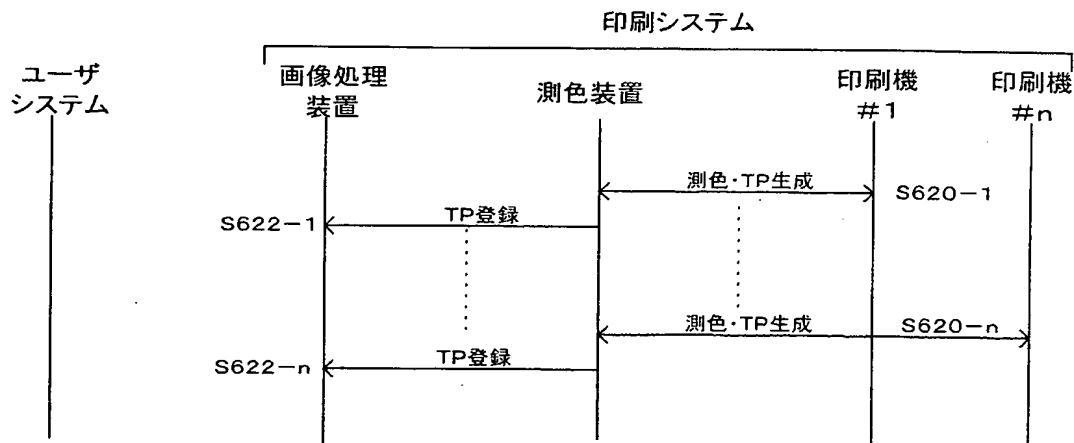 印刷システム
ユーザ
システム
画像処理
装置
測色装置
印刷機
#1
印刷機
#n
測色・TP生成
S620-1
S622-1
TP登録
測色・TP生成
S620-n
S622-n
TP登録